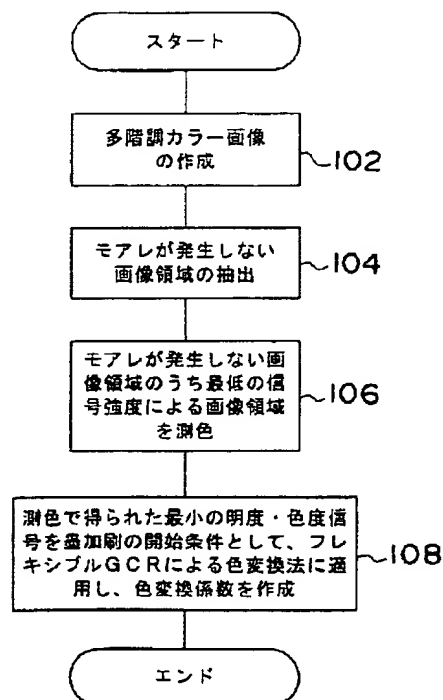 スタート
多階調カラー画像
の作成
102
モアレが発生しない
画像領域の抽出
104
モアレが発生しない画
像領域のうち最低の信
号強度による画像領域
を測色
106
測色で得られた最小の明度・色度信
号を墨加刷の開始条件として、フレ
キシブルGCRによる色変換法に適
用し、色変換係数を作成
108
エンド